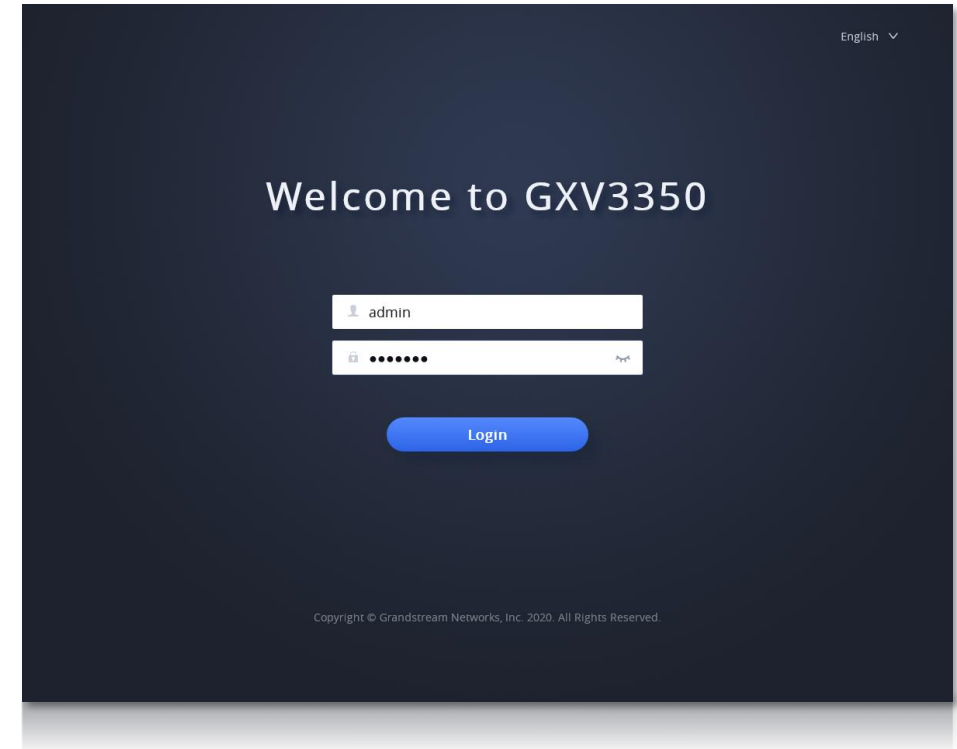 English
Welcome to GXV3350
admin
●●●●●●●
Login
Copyright © Grandstream Networks, Inc. 2020. All Rights Reserved.